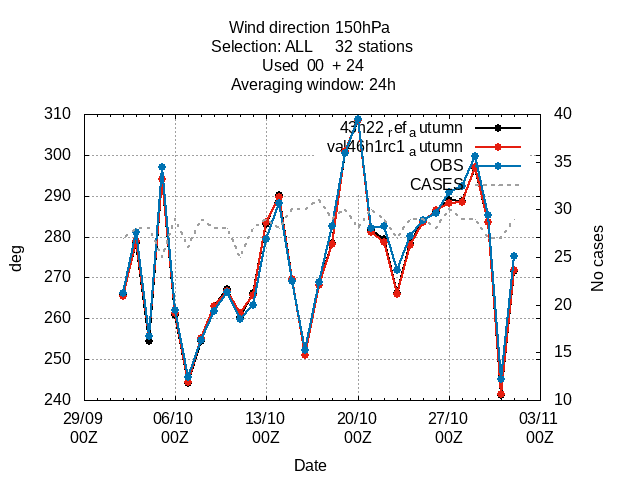 Wind direction 150hPa
Selection: ALL 32 stations
Used 00 + 24
Averaging window: 24h
43h22_ref_autumn
val46h1rc1_autumn
OBS
CASES
310
300
290
280
270
260
250
240
40
35
30
25
20
15
10
deg
No cases
29/09 06/10 13/10 20/10 27/10 03/11
00Z 00Z 00Z 00Z 00Z 00Z
Date